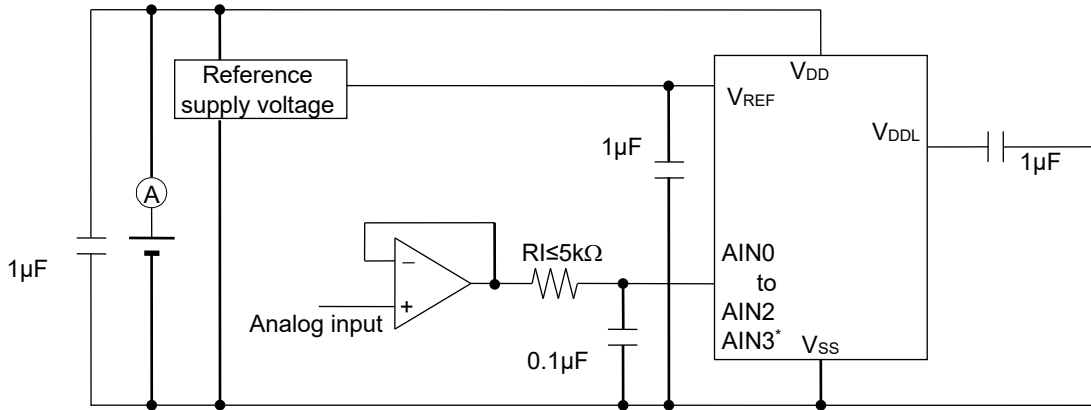 Reference
supply voltage
VDD
VREF
VDDL
1µF
1µF
A
1µF
RI≤5kΩ
−
+
Analog input
0.1µF
AIN0
to
AIN2
AIN3*
VSS